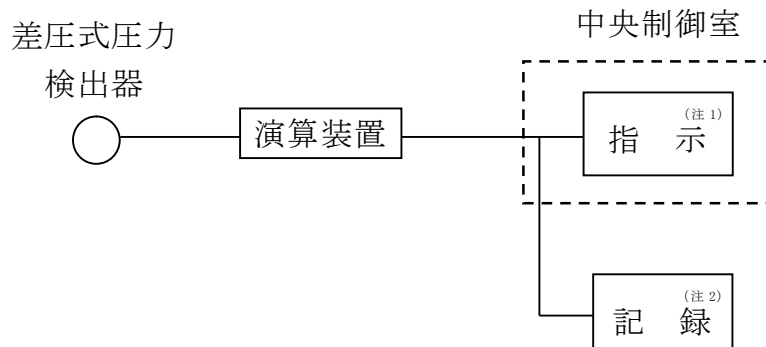 差圧式圧力
検出器
中央制御室
演算装置
指 示 (注1)
記 録 (注2)